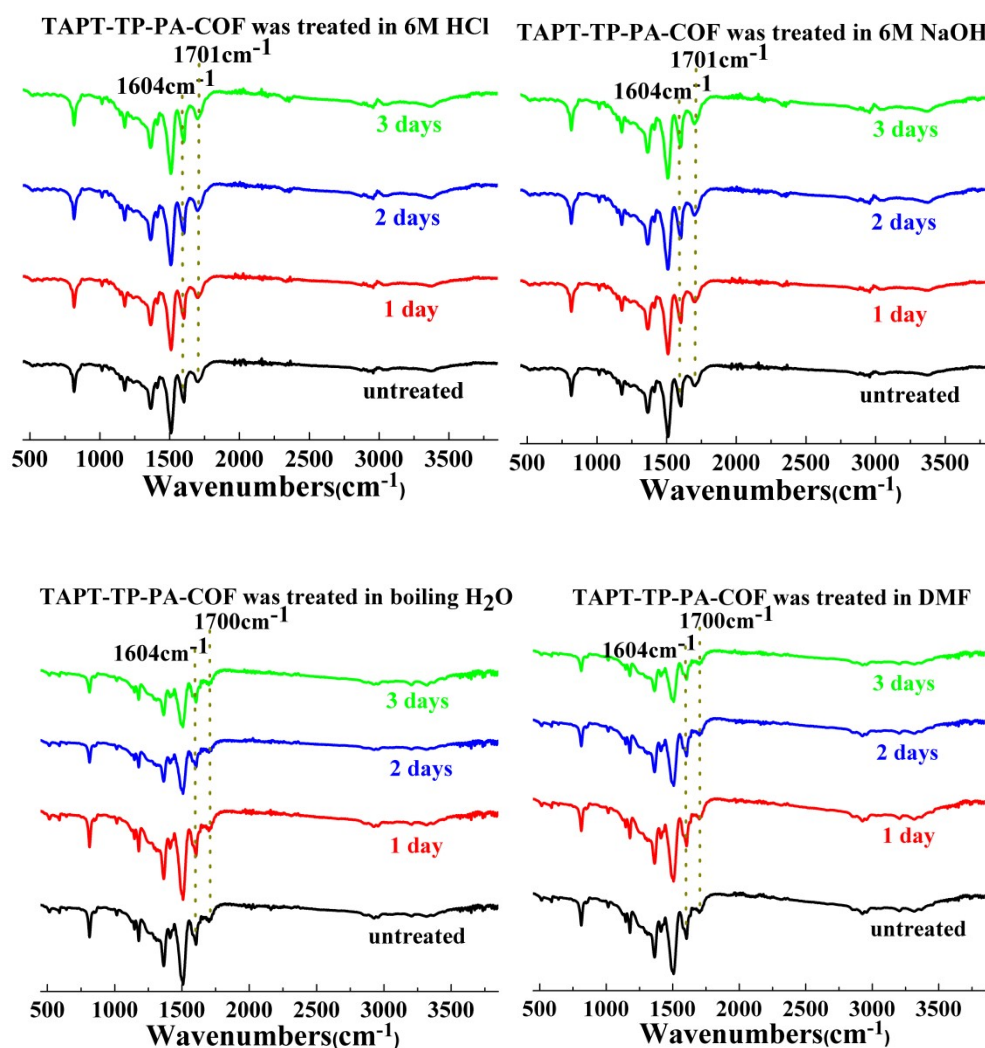 TAPT-TP-PA-COF was treated in 6M HCl
1701cm-1
1604cm-1
3 days
2 days
1 day
untreated
500 1000 1500 2000 2500 3000 3500
Wavenumbers(cm-1)
TAPT-TP-PA-COF was treated in 6M NaOH
1701cm-1
1604cm-1
3 days
2 days
1 day
untreated
500 1000 1500 2000 2500 3000 3500
Wavenumbers(cm-1)
TAPT-TP-PA-COF was treated in boiling H2O
1700cm-1
1604cm-1
3 days
2 days
1 day
untreated
500 1000 1500 2000 2500 3000 3500
Wavenumbers(cm-1)
TAPT-TP-PA-COF was treated in DMF
1700cm-1
1604cm-1
3 days
2 days
1 day
untreated
500 1000 1500 2000 2500 3000 3500
Wavenumbers(cm-1)